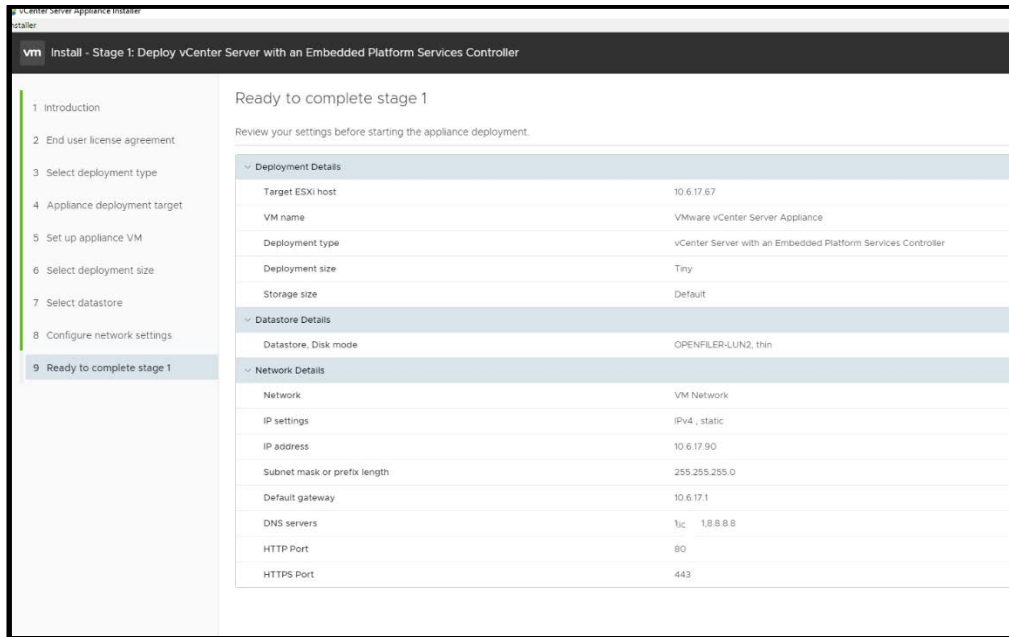 vCenter Server Appliance Installer
nstaller
vm Install - Stage 1: Deploy vCenter Server with an Embedded Platform Services Controller
1 Introduction
2 End user license agreement
3 Select deployment type
4 Appliance deployment target
5 Set up appliance VM
6 Select deployment size
7 Select datastore
8 Configure network settings
9 Ready to complete stage 1
Ready to complete stage 1
Review your settings before starting the appliance deployment.
Deployment Details
Target ESXi host 10.6.17.67
VM name VMware vCenter Server Appliance
Deployment type vCenter Server with an Embedded Platform Services Controller
Deployment size Tiny
Storage size Default
Datastore Details
Datastore, Disk mode OPENFILER-LUN2, thin
Network Details
Network VM Network
IP settings IPv4 , static
IP address 10.6.17.90
Subnet mask or prefix length 255.255.255.0
Default gateway 10.6.17.1
DNS servers 1,8.8.8.8
HTTP Port 80
HTTPS Port 443